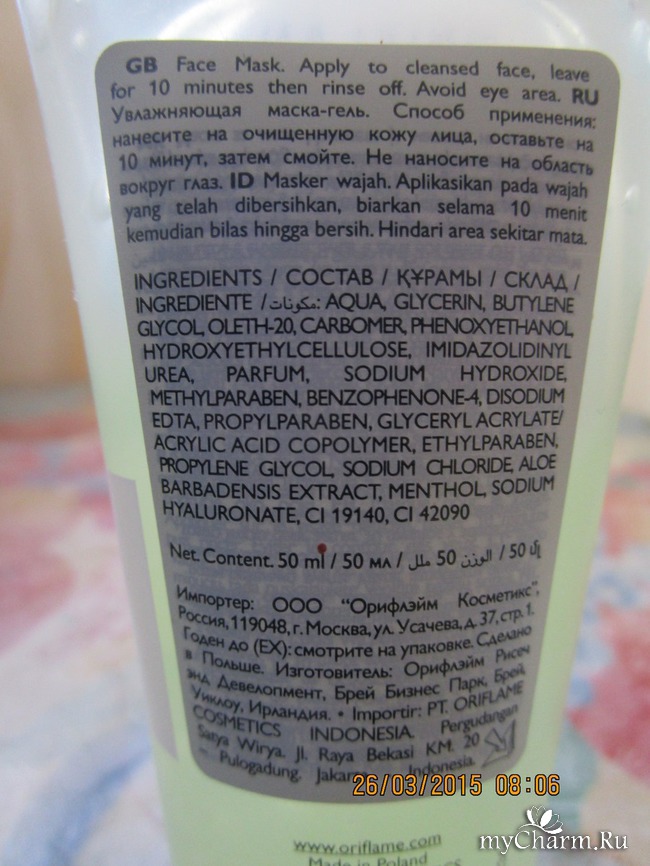 GB Face Mask. Apply to cleansed face, leave
for 10 minutes then rinse off. Avoid eye area. RU
Увлажняющая маска-гель. Способ применения:
нанесите на очищенную кожу лица, оставьте на
10 минут, затем смойте. Не наносите на область
вокруг глаз. ID Masker wajah. Aplikasikan pada wajah
yang telah dibersihkan, biarkan selama 10 menit
kemudian bilas hingga bersih. Hindari area sekitar mata.
INGREDIENTS / СОСТАВ / ҚҰРАМЫ / СКЛАД /
INGREDIENTE / مكونات: AQUA, GLYCERIN, BUTYLENE
GLYCOL, OLETH-20, CARBOMER, PHENOXYETHANOL,
HYDROXYETHYLCELLULOSE, IMIDAZOLIDINYL
UREA, PARFUM, SODIUM HYDROXIDE,
METHYLPARABEN, BENZOPHENONE-4, DISODIUM
EDTA, PROPYLPARABEN, GLYCERYL ACRYLATE/
ACRYLIC ACID COPOLYMER, ETHYLPARABEN,
PROPYLENE GLYCOL, SODIUM CHLORIDE, ALOE
BARBADENSIS EXTRACT, MENTHOL, SODIUM
HYALURONATE, CI 19140, CI 42090
Net. Content. 50 ml / 50 мл / الوزن 50 ملل / 50
Импортер: ООО "Орифлэйм Косметикс",
Россия, 119048, г. Москва, ул. Усачева, д. 37, стр. 1.
Годен до (EX): смотрите на упаковке. Сделано
в Польше. Изготовитель: Орифлэйм Рисеч
энд Девелопмент, Брей Бизнес Парк, Брей,
Уиклоу, Ирландия. • Importir: PT. ORIFLAME
COSMETICS INDONESIA. Pergudangan
Satya Wirya. Jl. Raya Bekasi KM. 20
– Pulogadung. Jakarta Indonesia.
26/03/2015 08:06
www.oriflame.com
Made in Poland
myCharm.Ru